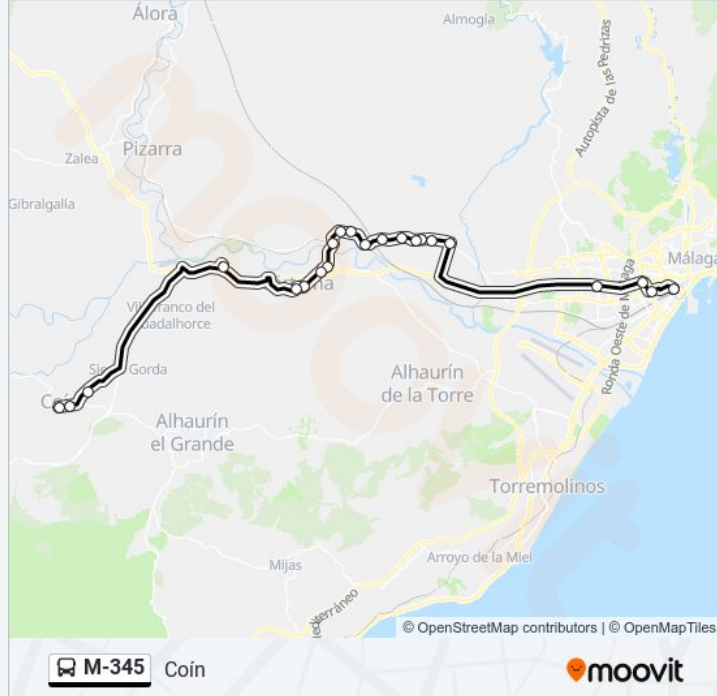 Álora
Almogía
Autopista de las Pedrizas
Zalea
Pizarra
Gibralgalía
Málaga
Ronda Oeste de Málaga
Villafranco del
Guadalhorce
Sierra Gorda
Alhaurín
de la Torre
Alhaurín
el Grande
Torremolinos
Arroyo de la Miel
Mijas
© OpenStreetMap contributors | © OpenMapTiles
M-345
Coín
moovit